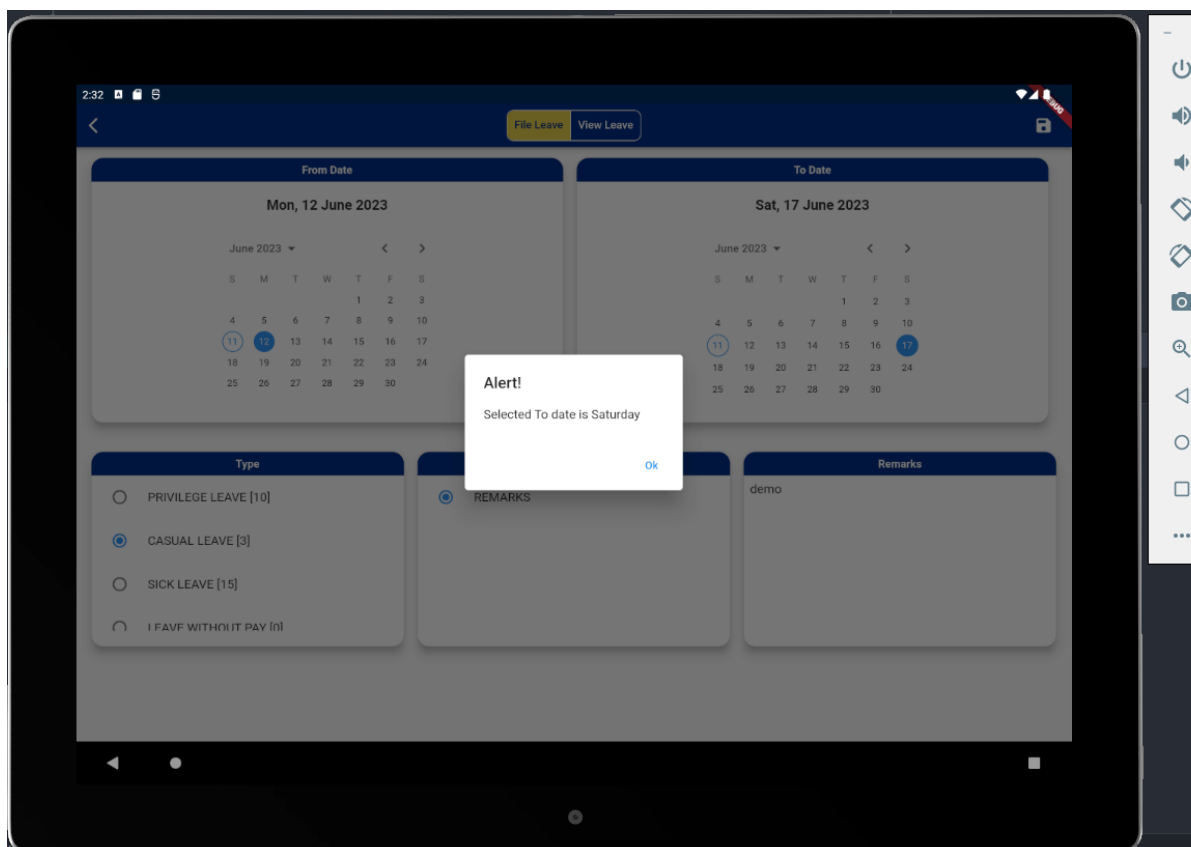 2:32
DEBUG
File Leave View Leave
From Date
Mon, 12 June 2023
June 2023
S M T W T F S
1 2 3
4 5 6 7 8 9 10
11 12 13 14 15 16 17
18 19 20 21 22 23 24
25 26 27 28 29 30
To Date
Sat, 17 June 2023
June 2023
S M T W T F S
1 2 3
4 5 6 7 8 9 10
11 12 13 14 15 16 17
18 19 20 21 22 23 24
25 26 27 28 29 30
Alert!
Selected To date is Saturday
Ok
Type
PRIVILEGE LEAVE [10]
CASUAL LEAVE [3]
SICK LEAVE [15]
LEAVE WITHOUT PAY [0]
REMARKS
Remarks
demo